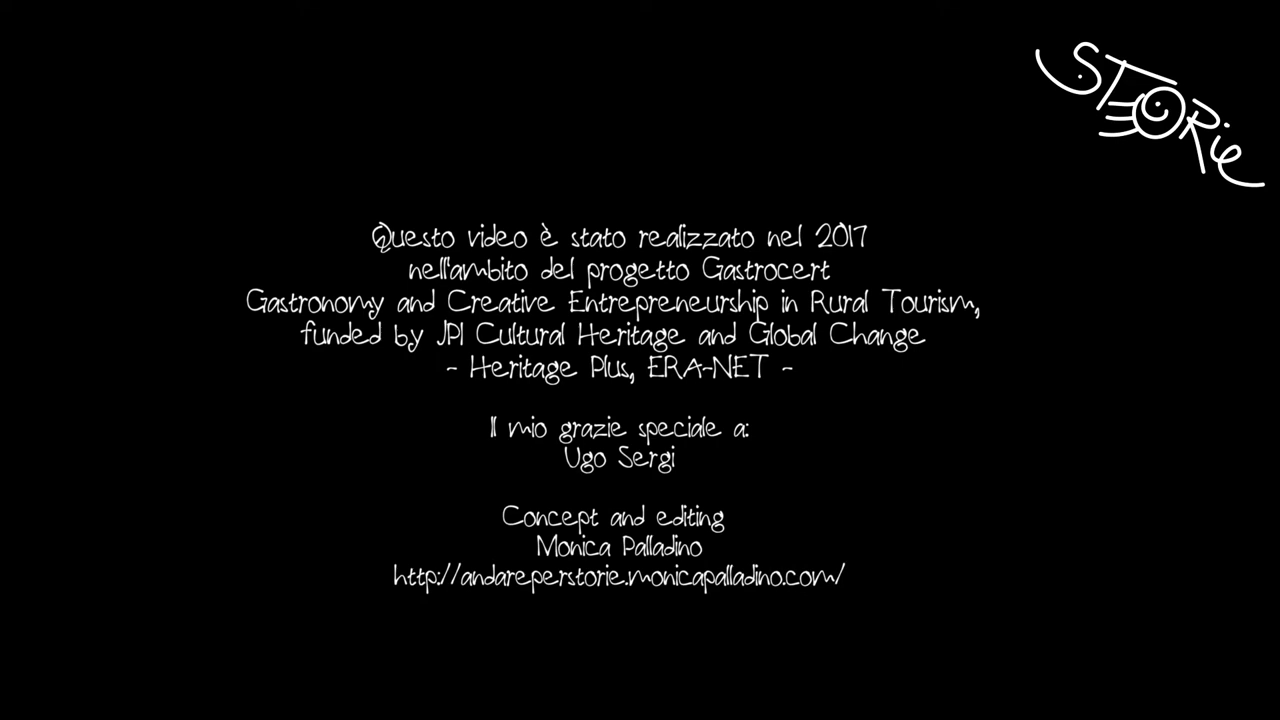 STORie
Questo video è stato realizzato nel 2017
nell'ambito del progetto Gastrocert
Gastronomy and Creative Entrepreneurship in Rural Tourism,
funded by JPI Cultural Heritage and Global Change
- Heritage Plus, ERA-NET -
Il mio grazie speciale a:
Ugo Sergi
Concept and editing
Monica Palladino
http://andareperstorie.monicapalladino.com/